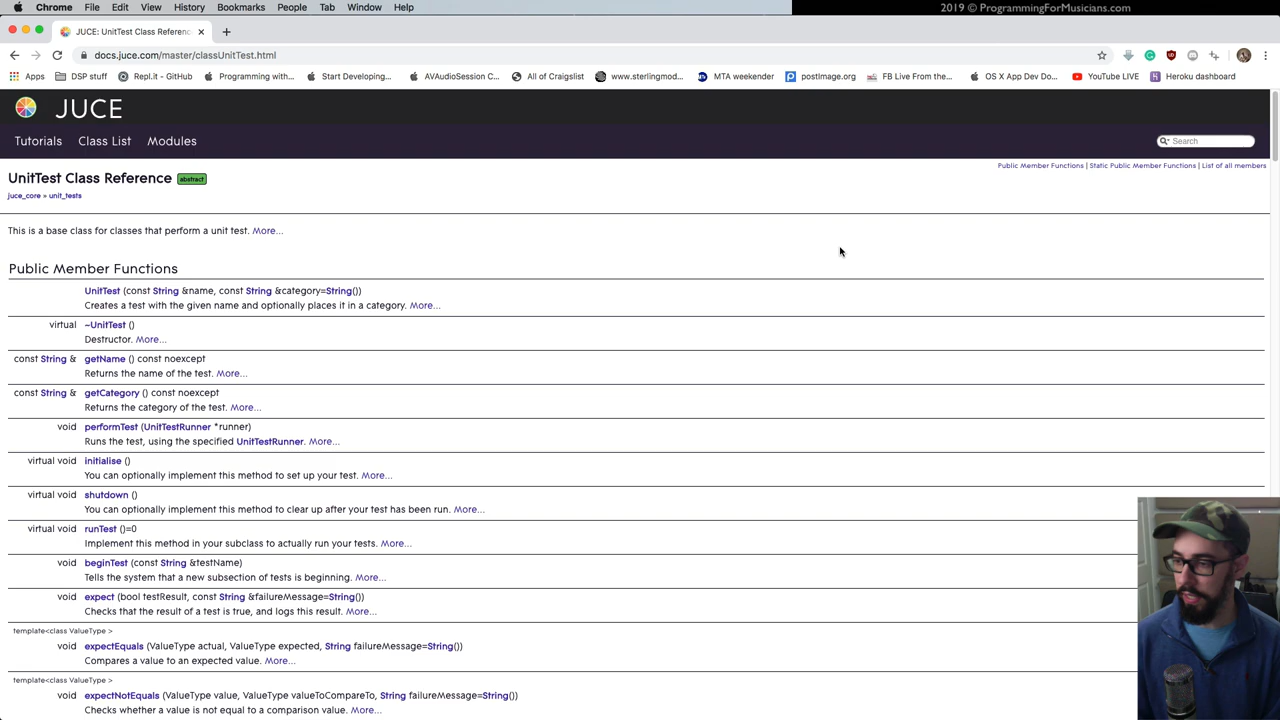 Chrome File Edit View History Bookmarks People Tab Window Help
2019 © ProgrammingForMusicians.com
JUCE: UnitTest Class Reference
docs.juce.com/master/classUnitTest.html
Apps DSP stuff Repl.it - GitHub Programming with... Start Developing... AVAudioSession C... All of Craigslist www.sterlingmod... MTA weekender postImage.org FB Live From the... OS X App Dev Do... YouTube LIVE Heroku dashboard
JUCE
Tutorials Class List Modules
Search
Public Member Functions | Static Public Member Functions | List of all members
UnitTest Class Reference abstract
juce_core » unit_tests
This is a base class for classes that perform a unit test. More...
Public Member Functions
UnitTest (const String &name, const String &category=String())
Creates a test with the given name and optionally places it in a category. More...
virtual ~UnitTest ()
Destructor. More...
const String & getName () const noexcept
Returns the name of the test. More...
const String & getCategory () const noexcept
Returns the category of the test. More...
void performTest (UnitTestRunner *runner)
Runs the test, using the specified UnitTestRunner. More...
virtual void initialise ()
You can optionally implement this method to set up your test. More...
virtual void shutdown ()
You can optionally implement this method to clear up after your test has been run. More...
virtual void runTest ()=0
Implement this method in your subclass to actually run your tests. More...
void beginTest (const String &testName)
Tells the system that a new subsection of tests is beginning. More...
void expect (bool testResult, const String &failureMessage=String())
Checks that the result of a test is true, and logs this result. More...
template<class ValueType >
void expectEquals (ValueType actual, ValueType expected, String failureMessage=String())
Compares a value to an expected value. More...
template<class ValueType >
void expectNotEquals (ValueType value, ValueType valueToCompareTo, String failureMessage=String())
Checks whether a value is not equal to a comparison value. More...